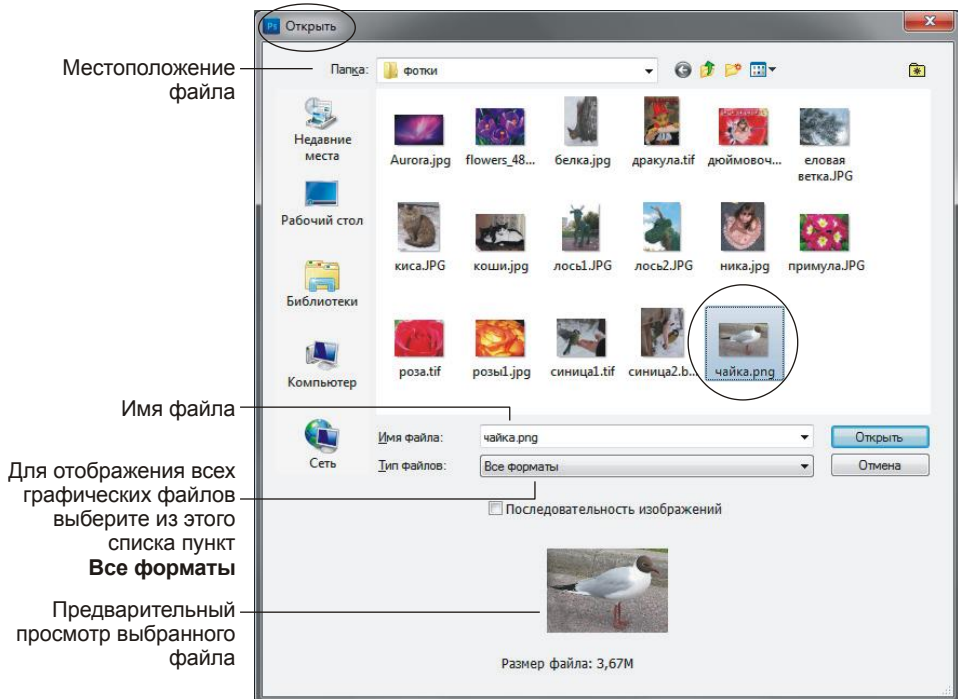 Ps Открыть
Местоположение
файла
Папка: фотки
Недавние
места
Рабочий стол
Библиотеки
Компьютер
Сеть
Aurora.jpg flowers_48... белка.jpg дракула.tif дюймовоч... еловая
ветка.JPG
киса.JPG коши.jpg лось1.JPG лось2.JPG ника.jpg примула.JPG
роза.tif розы1.jpg синица1.tif синица2.b... чайка.png
Имя файла
Имя файла: чайка.png Открыть
Тип файлов: Все форматы Отмена
Для отображения всех
графических файлов
выберите из этого
списка пункт
Все форматы
Последовательность изображений
Предварительный
просмотр выбранного
файла
Размер файла: 3,67M